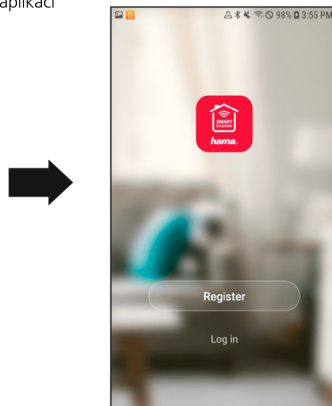 aplikaci
98% 3:55 PM
SMART
SOLUTION
hama.
Register
Log in